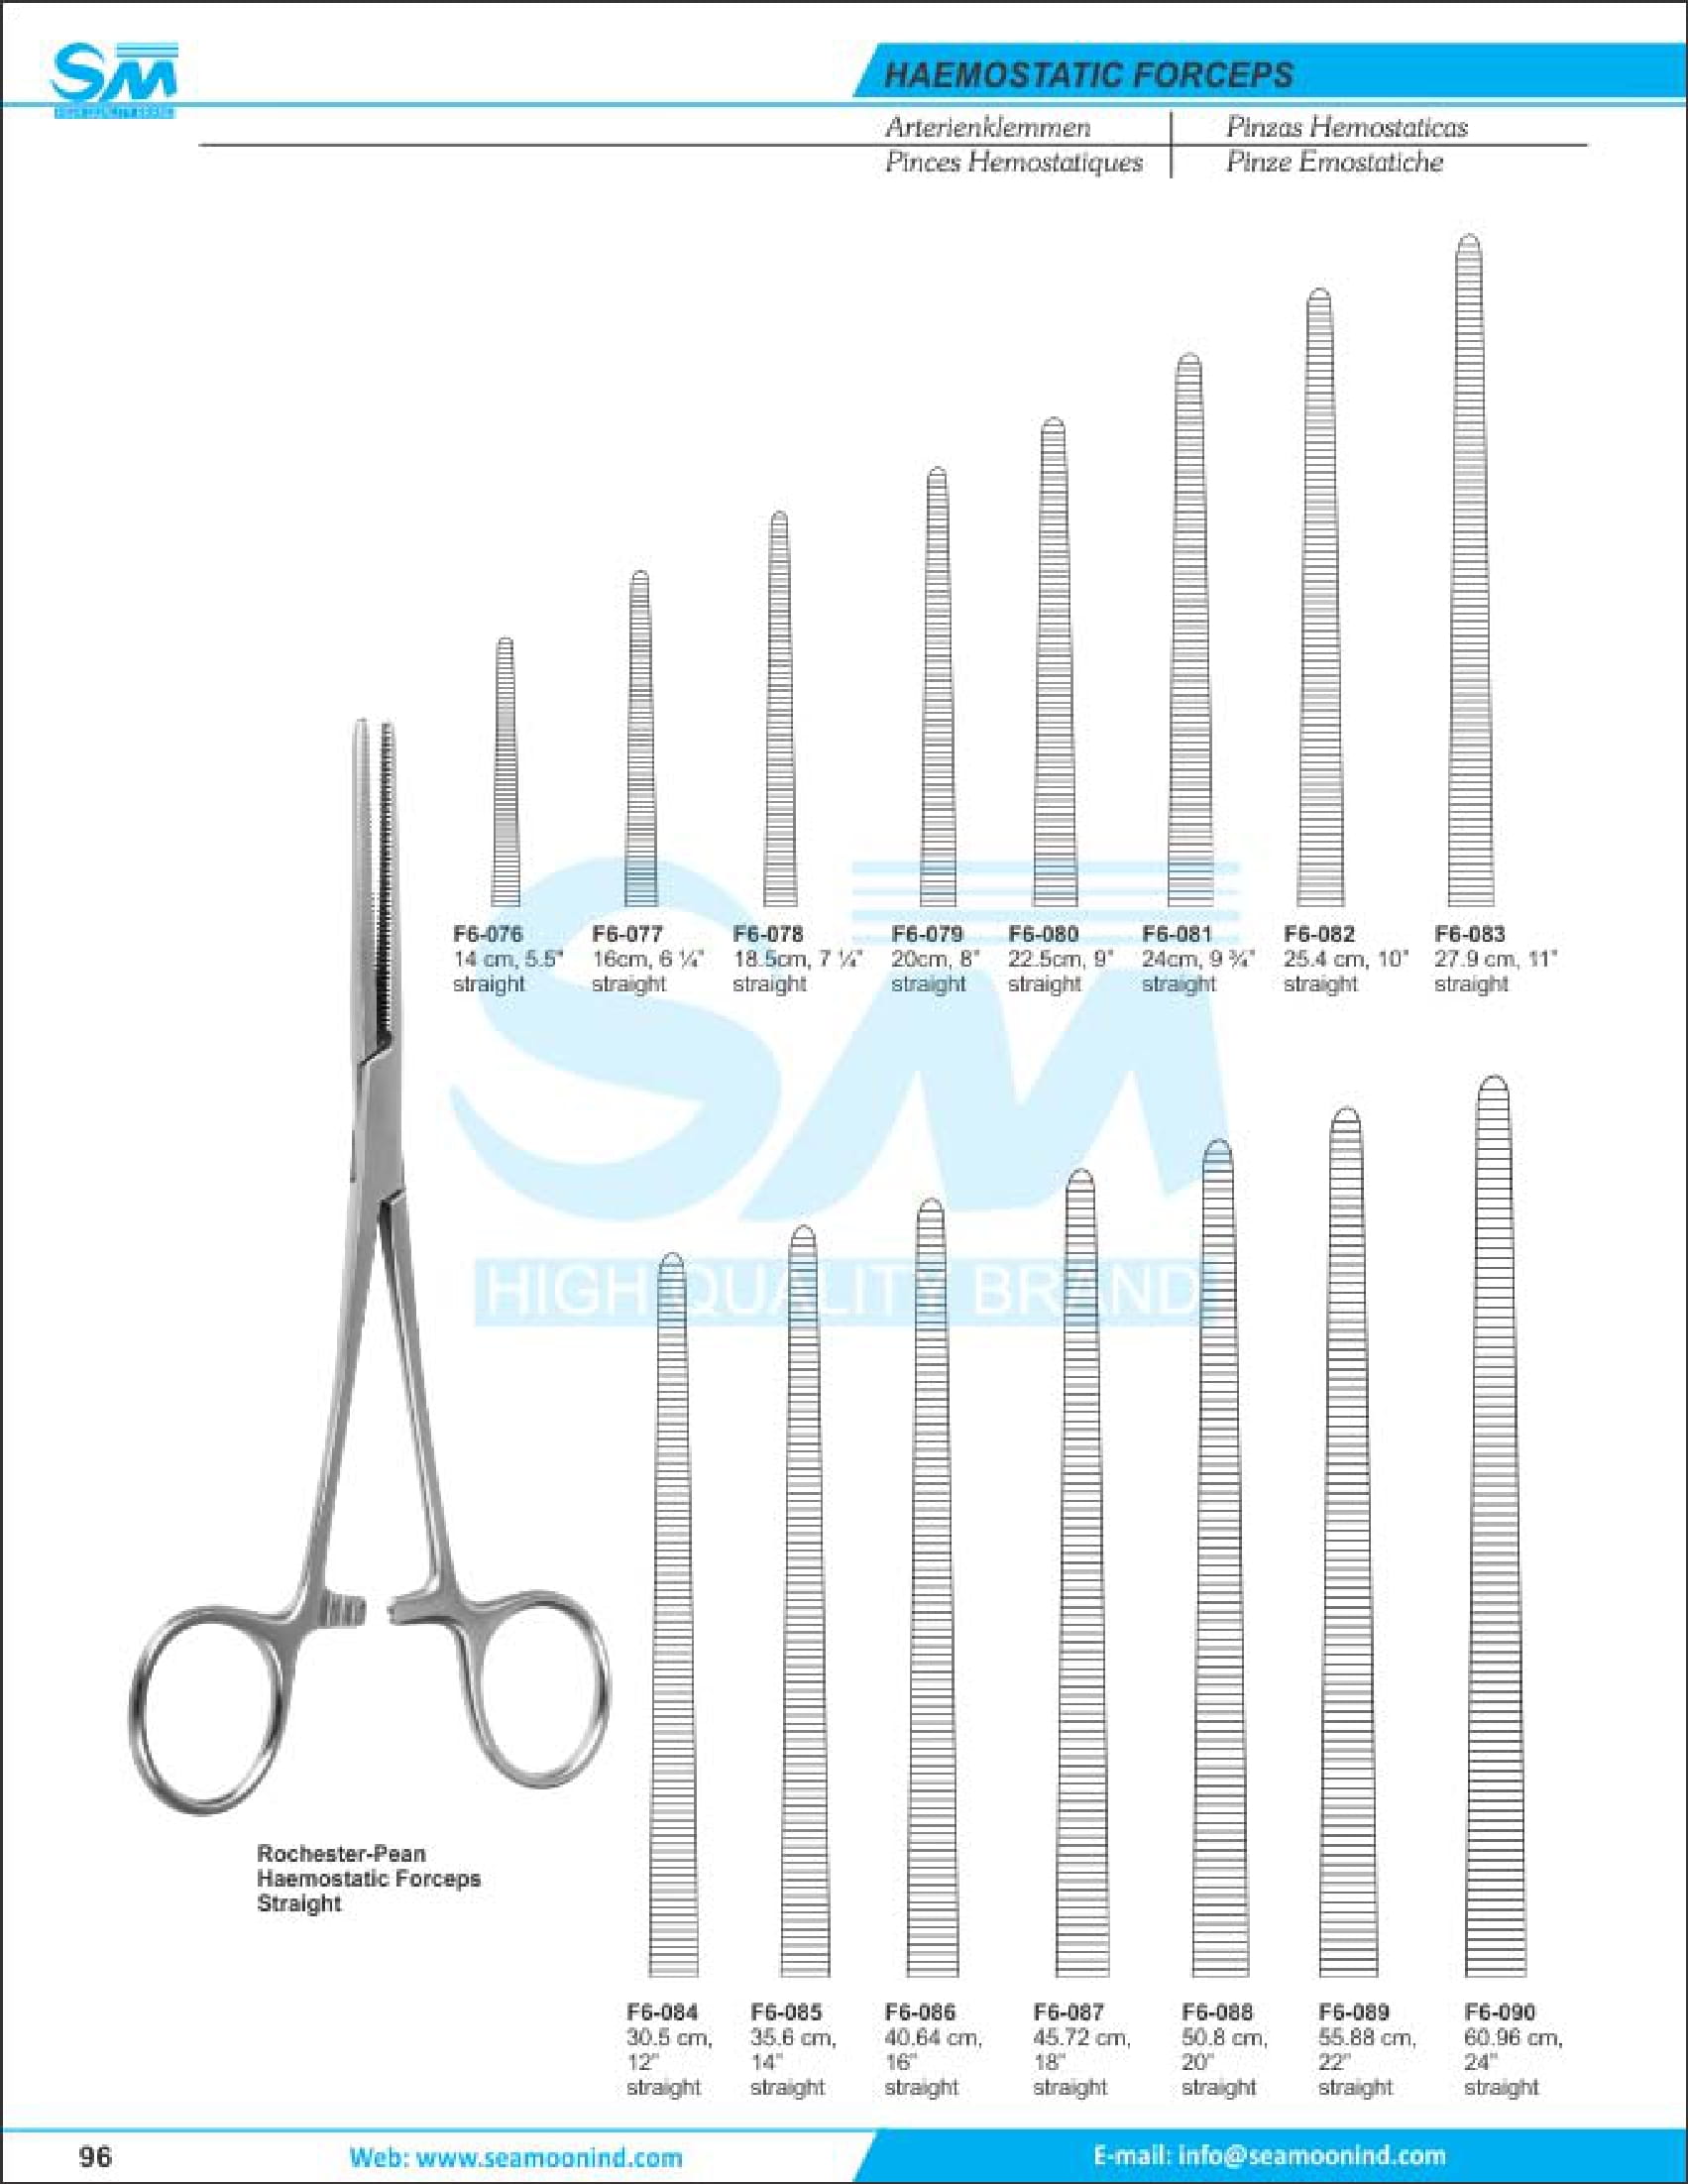 SM
HAEMOSTATIC FORCEPS
Arterienklemmen
Pinzas Hemostaticas
Pinces Hemostatiques
Pinze Emostatiche
F6-076
14 cm, 5.5"
straight
F6-077
16cm, 6 ¼"
straight
F6-078
18.5cm, 7 ¼"
straight
F6-079
20cm, 8"
straight
F6-080
22.5cm, 9"
straight
F6-081
24cm, 9 ¾"
straight
F6-082
25.4 cm, 10"
straight
F6-083
27.9 cm, 11"
straight
SM
HIGH QUALITY BRAND
Rochester-Pean
Haemostatic Forceps
Straight
F6-084
30.5 cm,
12"
straight
F6-085
35.6 cm,
14"
straight
F6-086
40.64 cm,
16"
straight
F6-087
45.72 cm,
18"
straight
F6-088
50.8 cm,
20"
straight
F6-089
55.88 cm,
22"
straight
F6-090
60.96 cm,
24"
straight
96
Web: www.seamoonind.com
E-mail: info@seamoonind.com